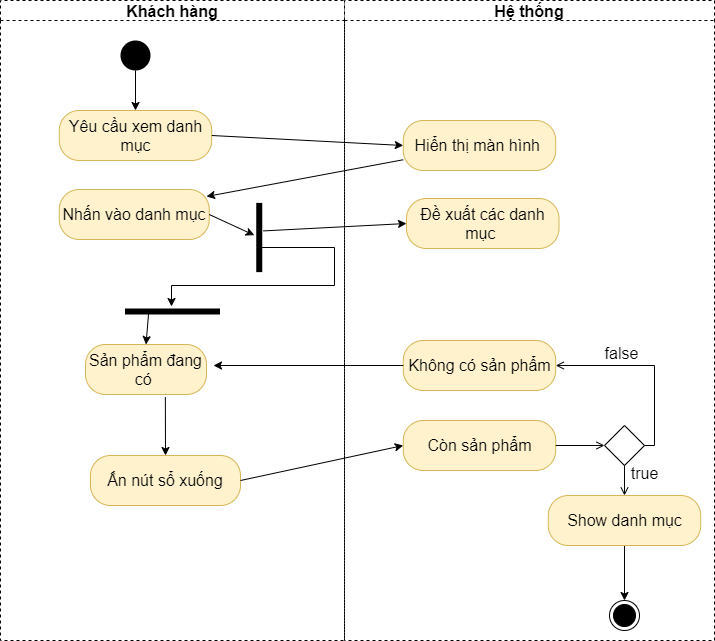 Khách hàng
Hệ thống
Yêu cầu xem danh
mục
Hiển thị màn hình
Nhấn vào danh mục
Đề xuất các danh
mục
Sản phẩm đang
có
Không có sản phẩm
false
Còn sản phẩm
Ấn nút sổ xuống
true
Show danh mục